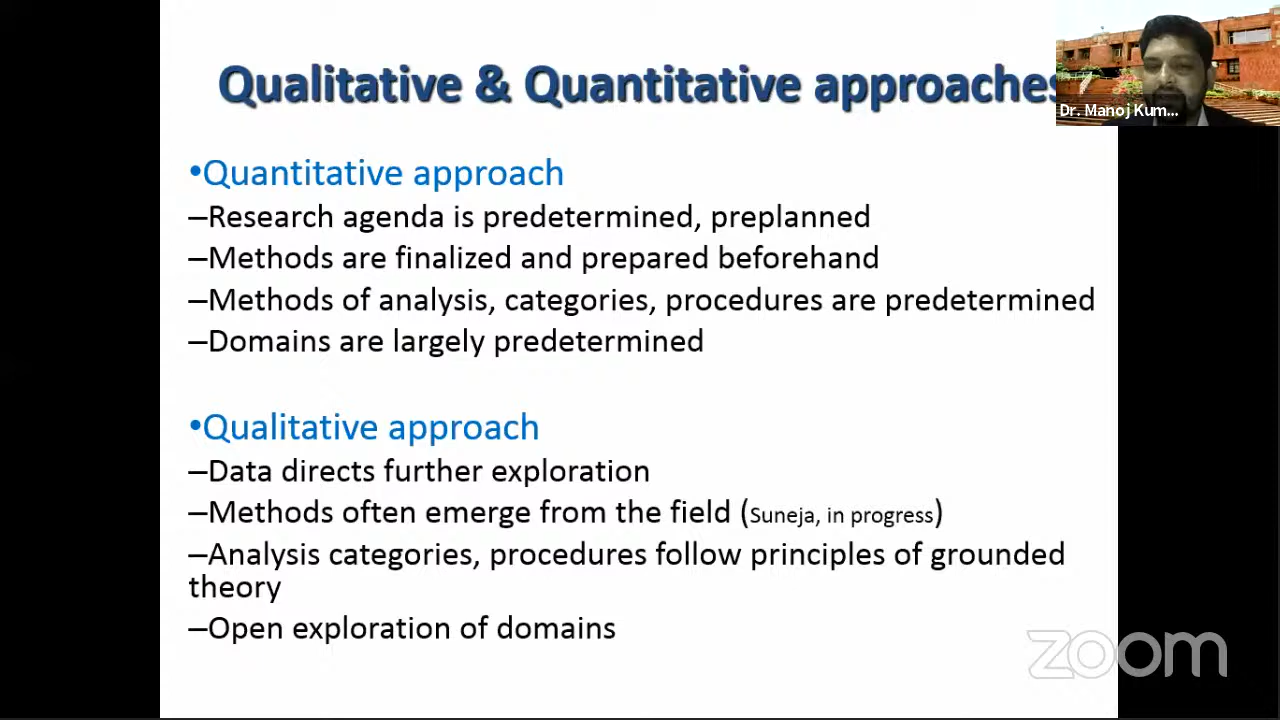 Qualitative & Quantitative approaches
Dr. Manoj Kum...
•Quantitative approach
–Research agenda is predetermined, preplanned
–Methods are finalized and prepared beforehand
–Methods of analysis, categories, procedures are predetermined
–Domains are largely predetermined
•Qualitative approach
–Data directs further exploration
–Methods often emerge from the field (Suneja, in progress)
–Analysis categories, procedures follow principles of grounded
theory
–Open exploration of domains
zoom